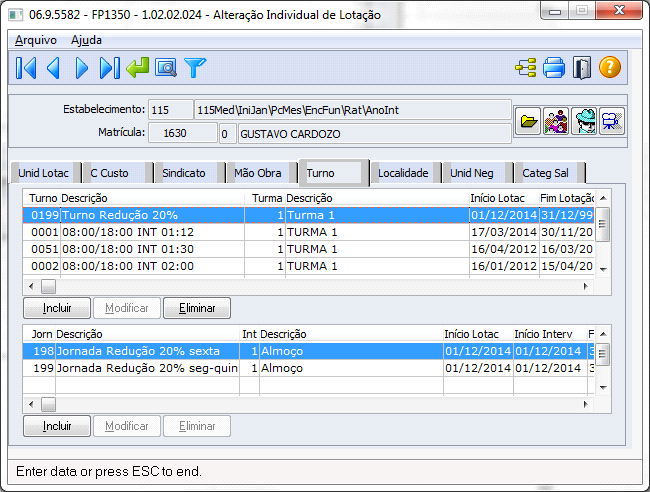 06.9.5582 - FP1350 - 1.02.02.024 - Alteração Individual de Lotação
Arquivo Ajuda
Estabelecimento: 115 115Med\IniJan\PcMes\EncFun\Rat\AnoInt
Matrícula: 1630 0 GUSTAVO CARDOZO
Unid Lotac C Custo Sindicato Mão Obra Turno Localidade Unid Neg Categ Sal
Turno Descrição Turma Descrição Início Lotac Fim Lotação
0199 Turno Redução 20% 1 Turma 1 01/12/2014 31/12/99
0001 08:00/18:00 INT 01:12 1 TURMA 1 17/03/2014 30/11/20
0051 08:00/18:00 INT 01:30 1 TURMA 1 16/04/2012 16/03/20
0002 08:00/18:00 INT 02:00 1 TURMA 1 16/01/2012 15/04/20
Incluir Modificar Eliminar
Jorn Descrição Int Descrição Início Lotac Início Interv F
198 Jornada Redução 20% sexta 1 Almoço 01/12/2014 01/12/2014 3
199 Jornada Redução 20% seg-quin 1 Almoço 01/12/2014 01/12/2014 3
Incluir Modificar Eliminar
Enter data or press ESC to end.